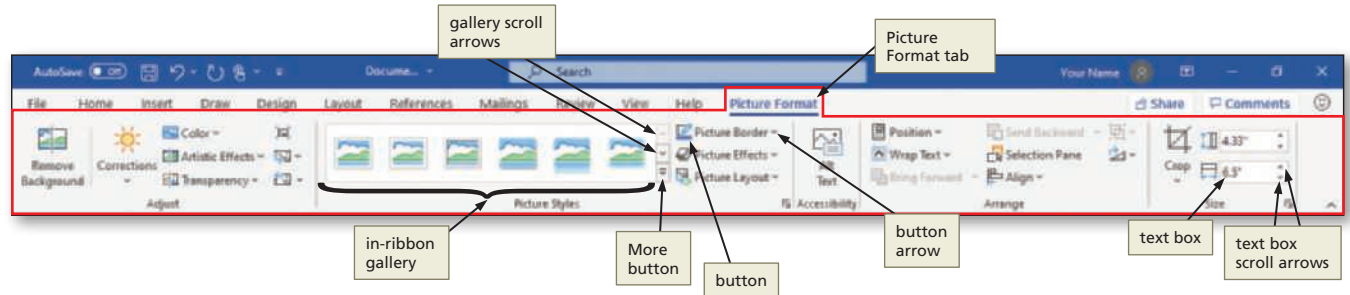 gallery scroll
arrows
Picture
Format tab
AutoSave Off Docume... Search Your Name
File Home Insert Draw Design Layout References Mailings Review View Help Picture Format Share Comments
Remove
Background
Corrections
Color
Artistic Effects
Transparency
Adjust
Picture Styles
Picture Border
Picture Effects
Picture Layout
Alt
Text
Accessibility
Position
Wrap Text
Bring Forward
Send Backward
Selection Pane
Align
Arrange
Crop
4.33"
6.5"
Size
in-ribbon
gallery
More
button
button
button
arrow
text box
text box
scroll arrows